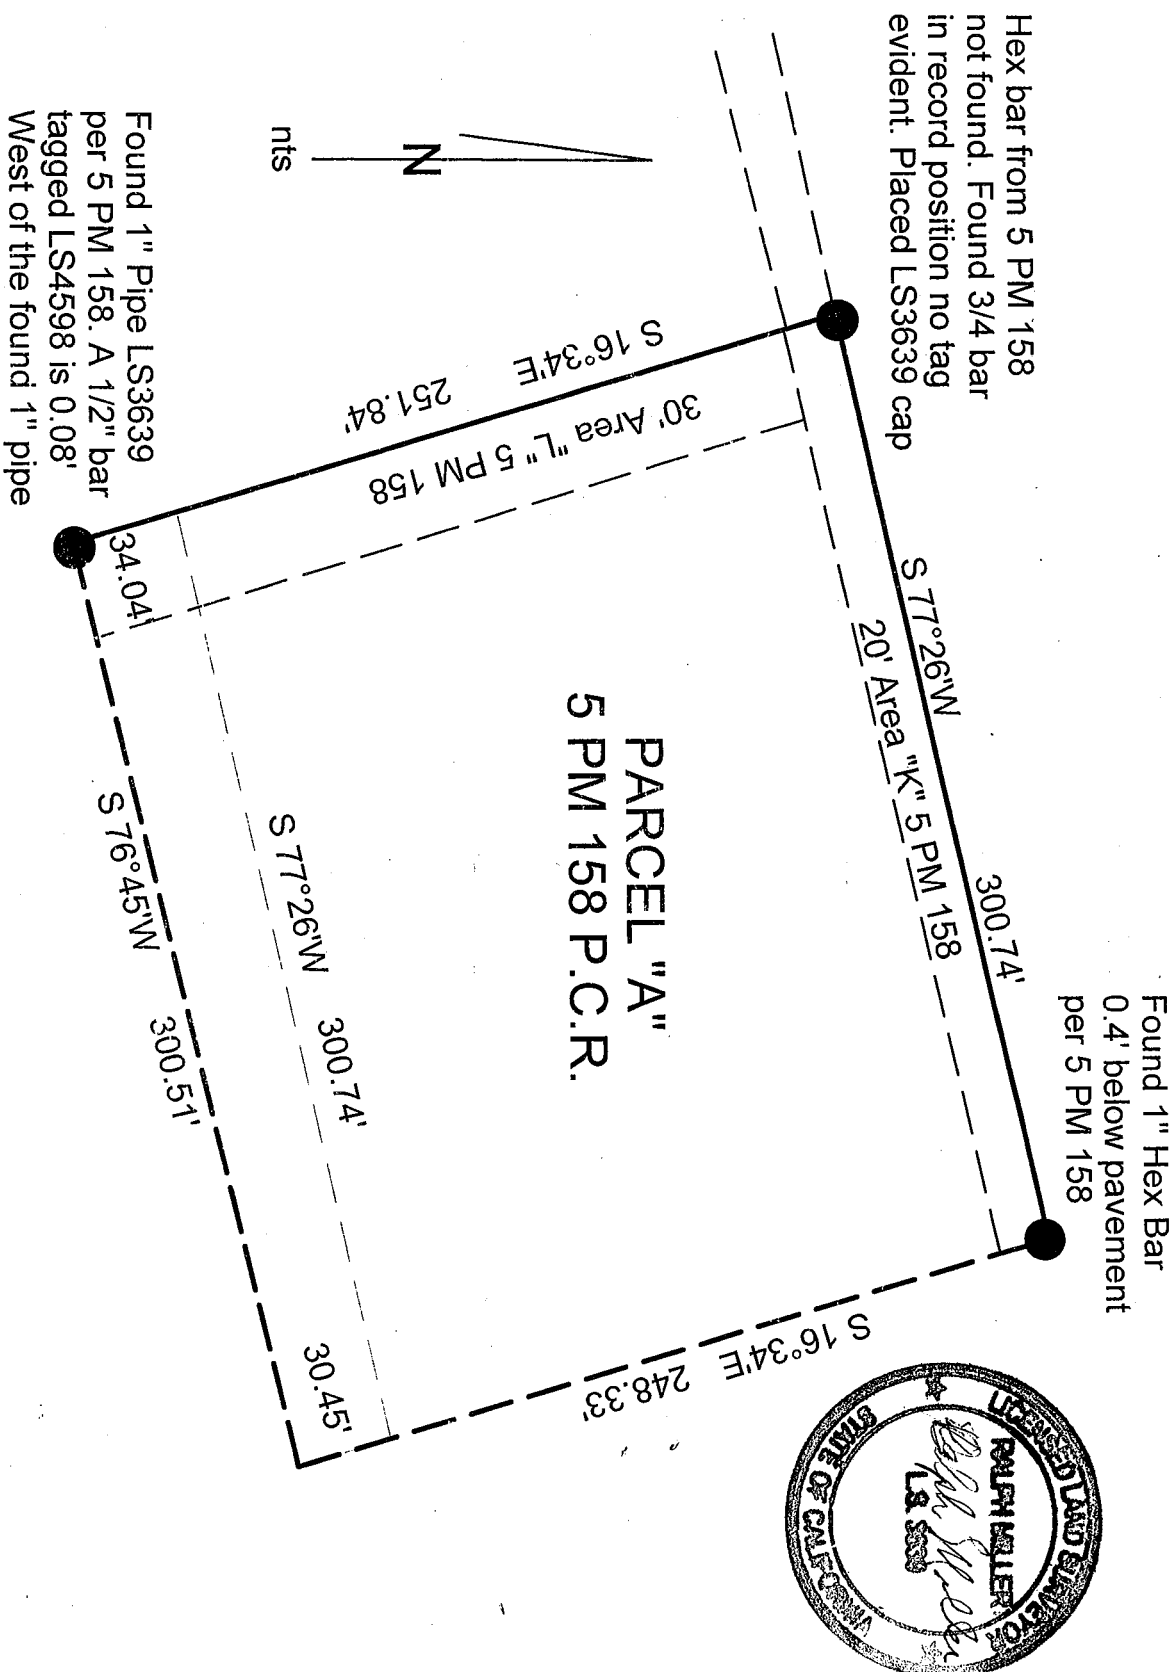 Hex bar from 5 PM 158
not found. Found 3/4 bar
in record position no tag
evident. Placed LS3639 cap
Found 1" Hex Bar
0.4' below pavement
per 5 PM 158
S 77°26'W 300.74'
20' Area "K" 5 PM 158
N
nts
S 16°34'E
251.84'
30' Area "L" 5 PM 158
PARCEL "A"
5 PM 158 P.C.R.
S 16°34'E 248.33'
LICENSED LAND SURVEYOR
RALPH MILLER
Ralph Miller
L.S.
STATE OF CALIFORNIA
34.04'
S 77°26'W 300.74'
30.45'
S 76°45'W 300.51'
Found 1" Pipe LS3639
per 5 PM 158. A 1/2" bar
tagged LS4598 is 0.08'
West of the found 1" pipe